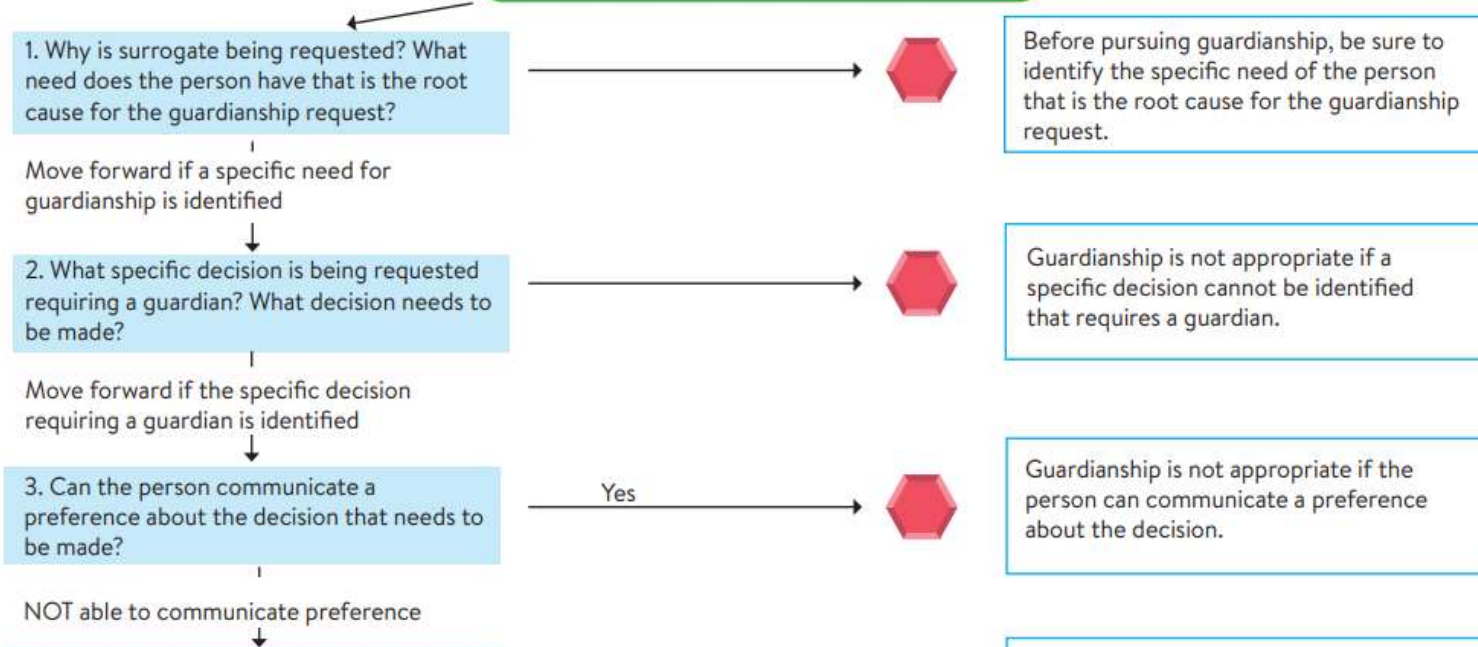 1. Why is surrogate being requested? What
need does the person have that is the root
cause for the guardianship request?
Before pursuing guardianship, be sure to
identify the specific need of the person
that is the root cause for the guardianship
request.
Move forward if a specific need for
guardianship is identified
2. What specific decision is being requested
requiring a guardian? What decision needs to
be made?
Guardianship is not appropriate if a
specific decision cannot be identified
that requires a guardian.
Move forward if the specific decision
requiring a guardian is identified
3. Can the person communicate a
preference about the decision that needs to
be made?
Yes
Guardianship is not appropriate if the
person can communicate a preference
about the decision.
NOT able to communicate preference